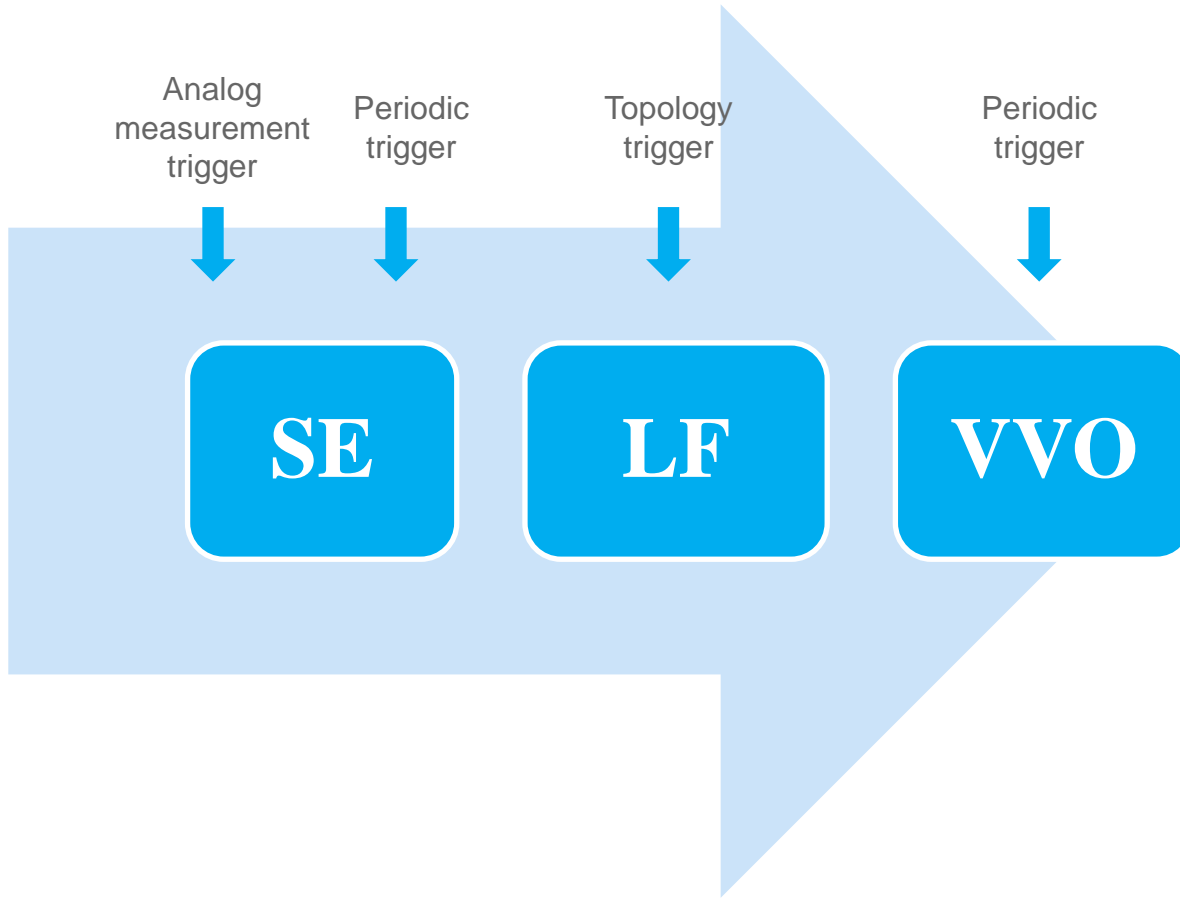 Analog
measurement
trigger
Periodic
trigger
Topology
trigger
Periodic
trigger
SE
LF
VVO